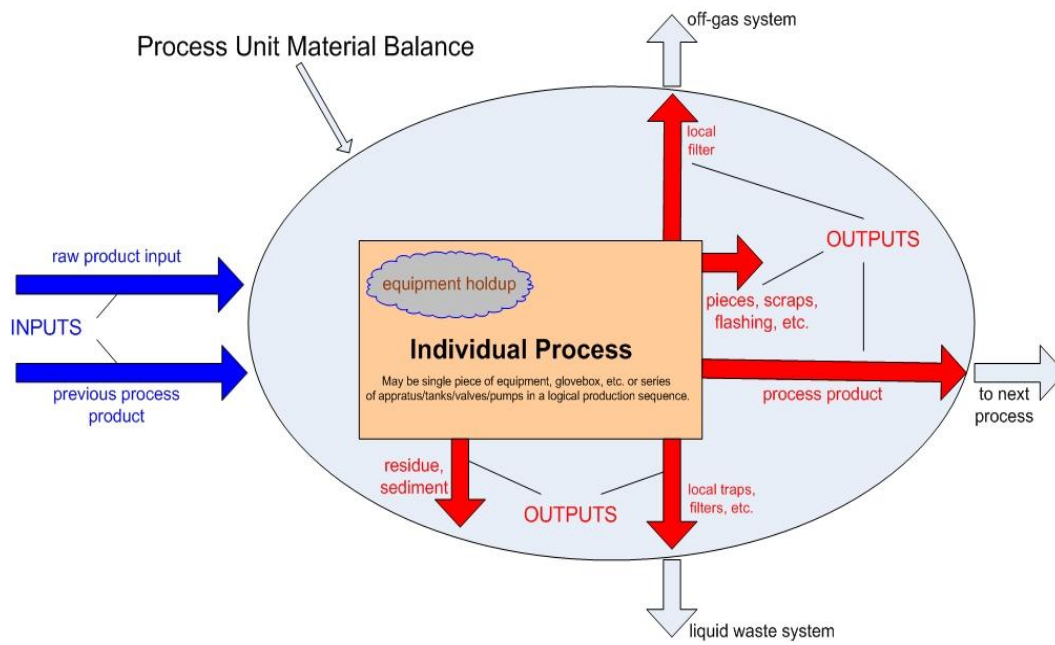 off-gas system
Process Unit Material Balance
local
filter
raw product input
OUTPUTS
equipment holdup
pieces, scraps,
flashing, etc.
INPUTS
Individual Process
May be single piece of equipment, glovebox, etc. or series
of appratus/tanks/valves/pumps in a logical production sequence.
previous process
product
process product
to next
process
residue,
sediment
local traps,
filters, etc.
OUTPUTS
liquid waste system